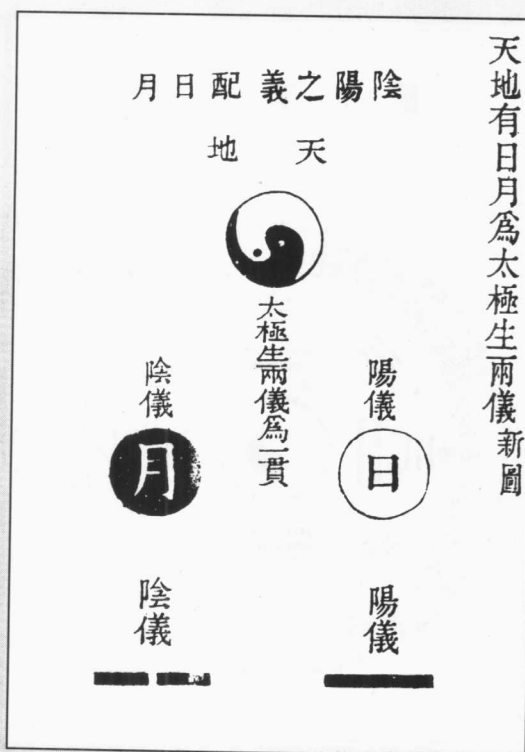 天地有日月爲太極生兩儀新圖
陰陽之義配日月
天地
太極生兩儀爲一貫
陽儀
日
陽儀
陰儀
月
陰儀